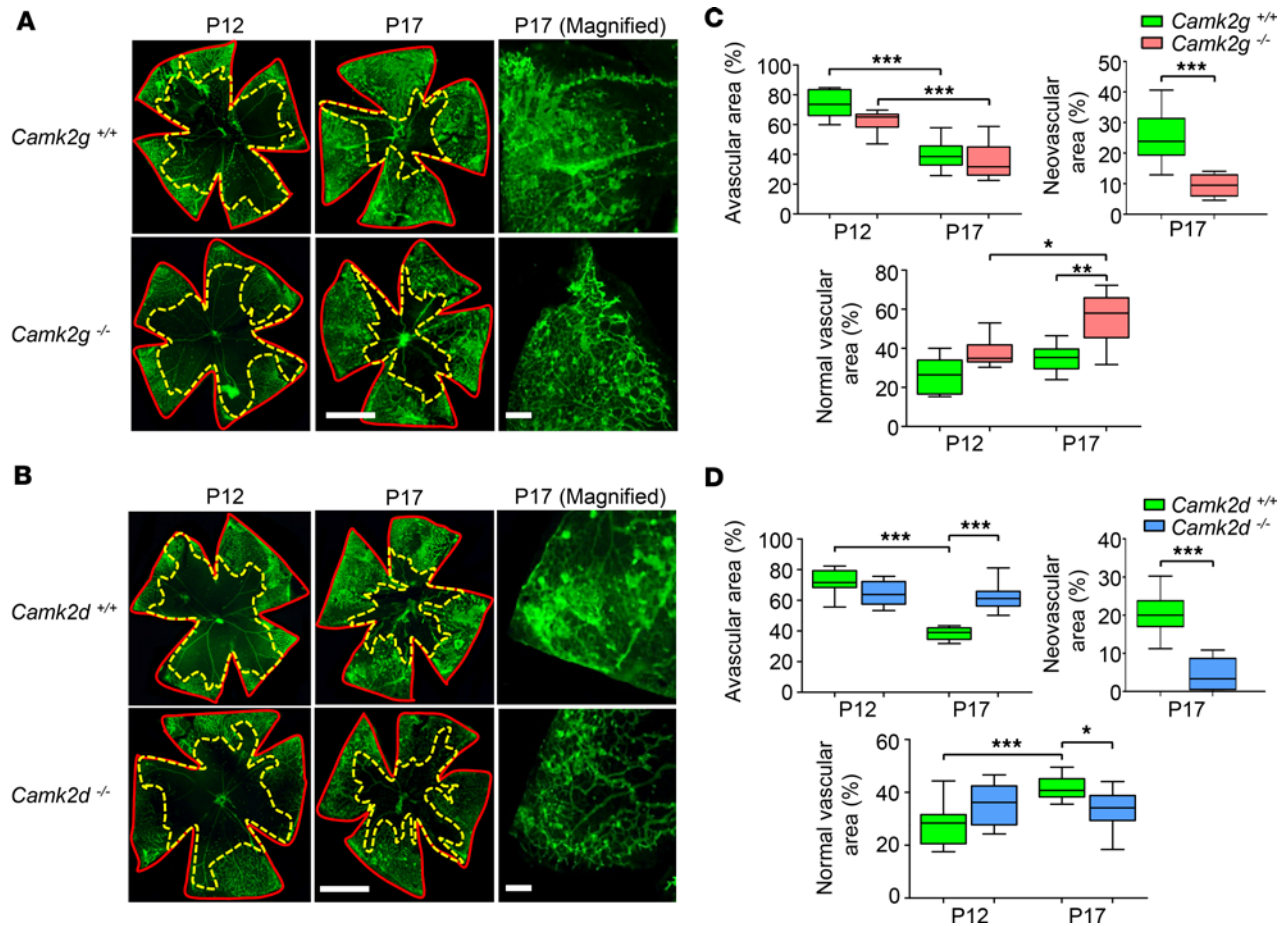 A
P12
P17
P17 (Magnified)
Camk2g +/+
Camk2g -/-
B
P12
P17
P17 (Magnified)
Camk2d +/+
Camk2d -/-
C
Camk2g +/+
Camk2g -/-
Avascular area (%)
100
80
60
40
20
0
***
***
P12
P17
Neovascular
area (%)
50
40
30
20
10
0
***
P17
Normal vascular
area (%)
80
60
40
20
0
*
**
P12
P17
D
Camk2d +/+
Camk2d -/-
Avascular area (%)
100
80
60
40
20
0
***
***
P12
P17
Neovascular
area (%)
40
30
20
10
0
***
P17
Normal vascular
area (%)
60
40
20
0
***
*
P12
P17